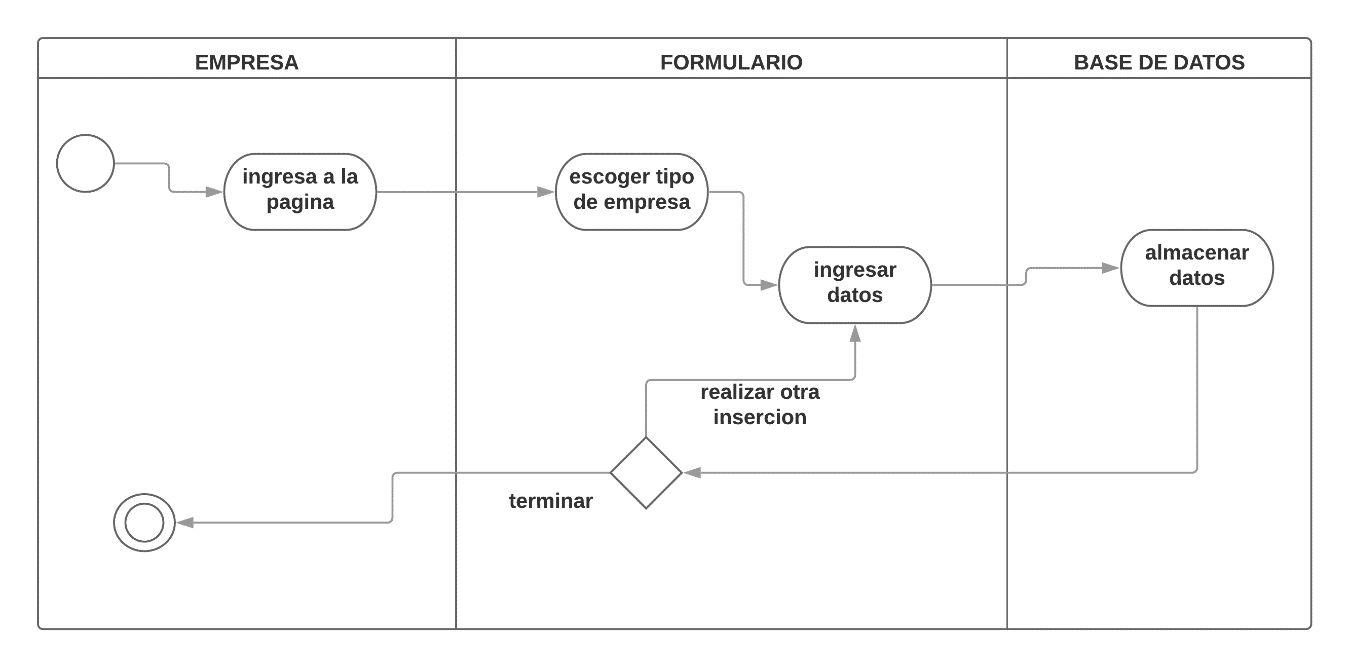 EMPRESA
FORMULARIO
BASE DE DATOS
ingresa a la
pagina
escoger tipo
de empresa
ingresar
datos
almacenar
datos
realizar otra
insercion
terminar